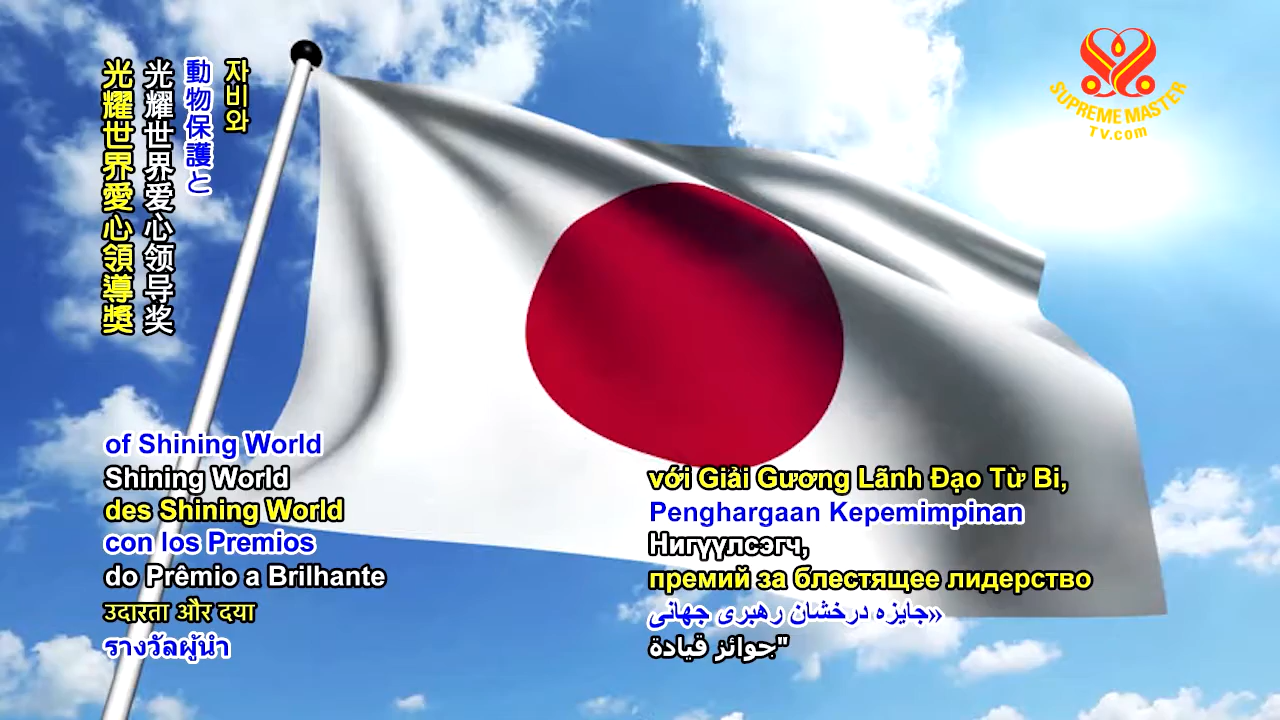 光耀世界愛心領導獎
光耀世界爱心领导奖
動物保護と
자비와
SUPREME MASTER
TV.com
of Shining World
Shining World
des Shining World
con los Premios
do Prêmio a Brilhante
उदारता और दया
รางวัลผู้นำ
với Giải Gương Lãnh Đạo Từ Bi,
Penghargaan Kepemimpinan
Нигүүлсэгч,
премий за блестящее лидерство
«جایزه درخشان رهبری جهانی
"جوائز قيادة